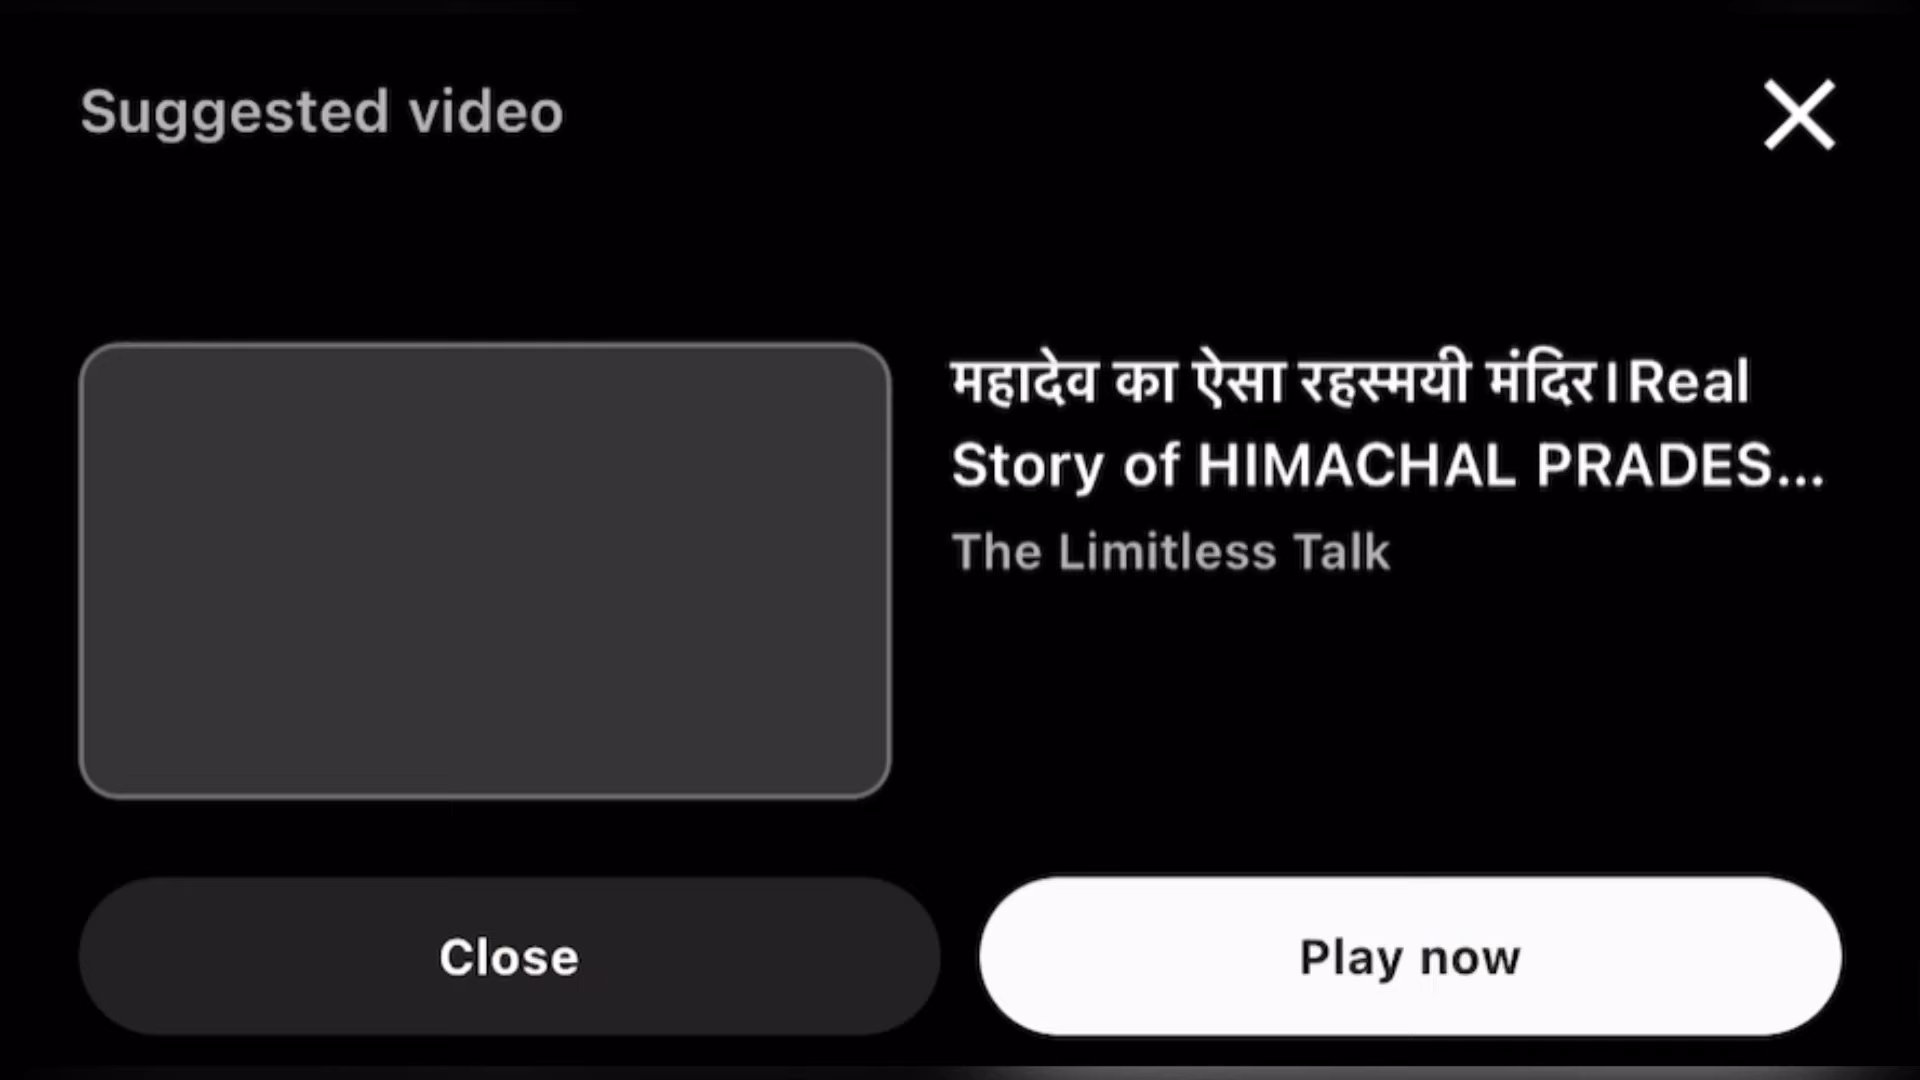 Suggested video
महादेव का ऐसा रहस्मयी मंदिर।Real
Story of HIMACHAL PRADES...
The Limitless Talk
Close
Play now